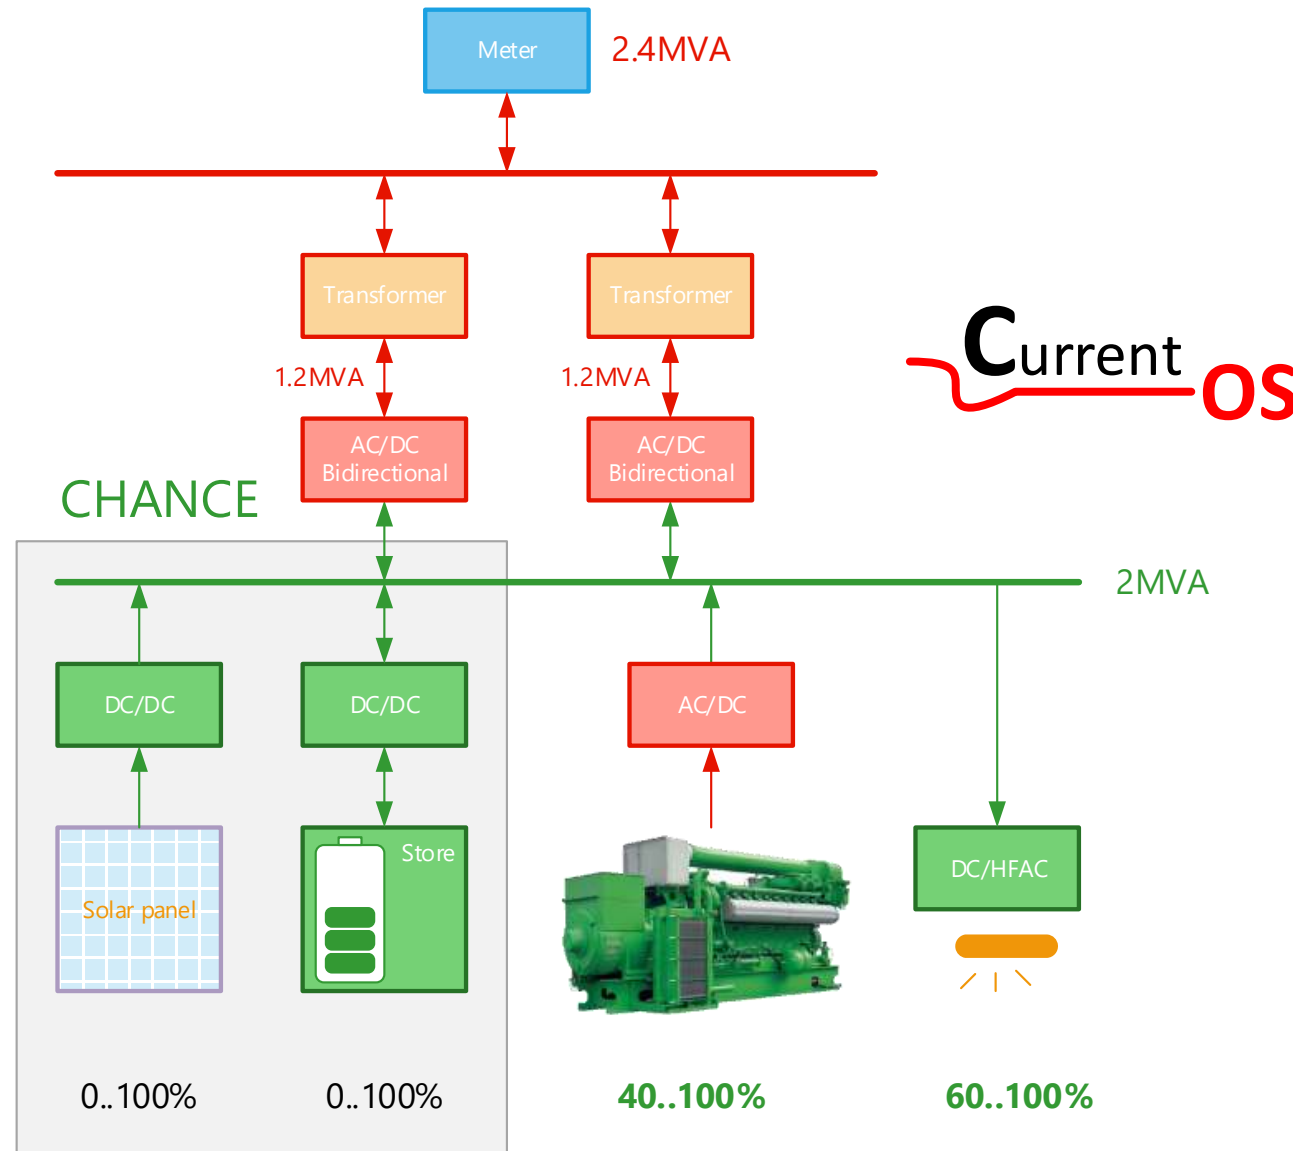 Meter
2.4MVA
Transformer
Transformer
1.2MVA
1.2MVA
Current
OS
AC/DC
Bidirectional
AC/DC
Bidirectional
CHANCE
2MVA
DC/DC
DC/DC
AC/DC
Solar panel
Store
DC/HFAC
0..100%
0..100%
40..100%
60..100%